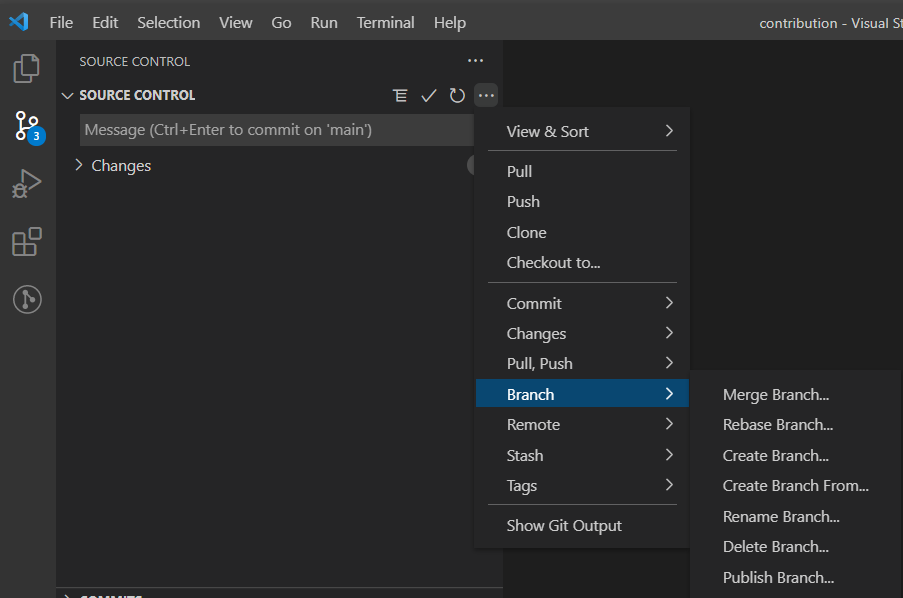 File Edit Selection View Go Run Terminal Help
contribution - Visual
SOURCE CONTROL
SOURCE CONTROL
Message (Ctrl+Enter to commit on 'main')
Changes
3
View & Sort
Pull
Push
Clone
Checkout to...
Commit
Changes
Pull, Push
Branch
Remote
Stash
Tags
Show Git Output
Merge Branch...
Rebase Branch...
Create Branch...
Create Branch From...
Rename Branch...
Delete Branch...
Publish Branch...
COMMITS